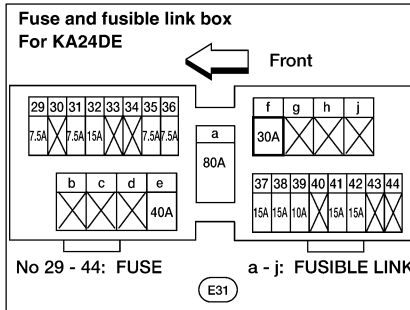 Fuse and fusible link box
For KA24DE
Front
29 30 31 32 33 34 35 36
7.5A 7.5A 15A 7.5A 7.5A
a
80A
f g h j
30A
b c d e
40A
37 38 39 40 41 42 43 44
15A 15A 10A 15A 15A
No 29 - 44: FUSE
a - j: FUSIBLE LINK
E31